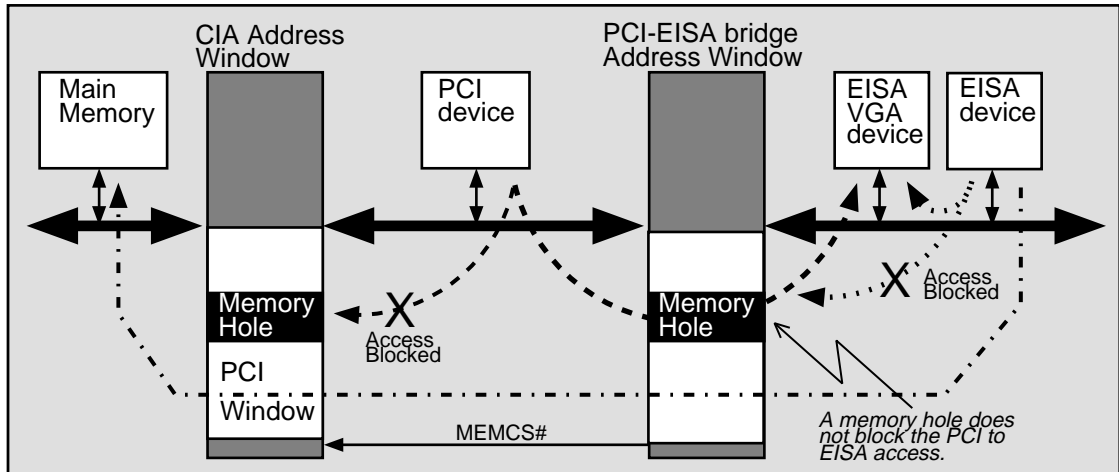 CIA Address
Window
PCI-EISA bridge
Address Window
Main
Memory
PCI
device
EISA
VGA
device
EISA
device
Memory
Hole
X
Access
Blocked
Memory
Hole
X
Access
Blocked
PCI
Window
MEMCS#
A memory hole does
not block the PCI to
EISA access.